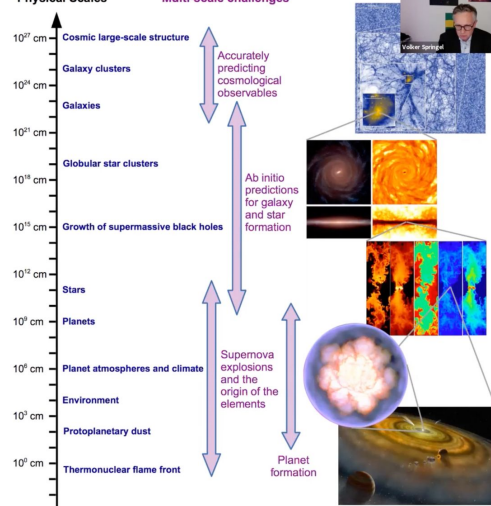 Physical Scales
Multi-scale challenges
Volker Springel
10²⁷ cm
Cosmic large-scale structure
Galaxy clusters
10²⁴ cm
Galaxies
10²¹ cm
Globular star clusters
10¹⁸ cm
10¹⁵ cm
Growth of supermassive black holes
10¹² cm
Stars
10⁹ cm
Planets
10⁶ cm
Planet atmospheres and climate
Environment
10³ cm
Protoplanetary dust
10⁰ cm
Thermonuclear flame front
Accurately
predicting
cosmological
observables
Ab initio
predictions
for galaxy
and star
formation
Supernova
explosions
and the
origin of the
elements
Planet
formation